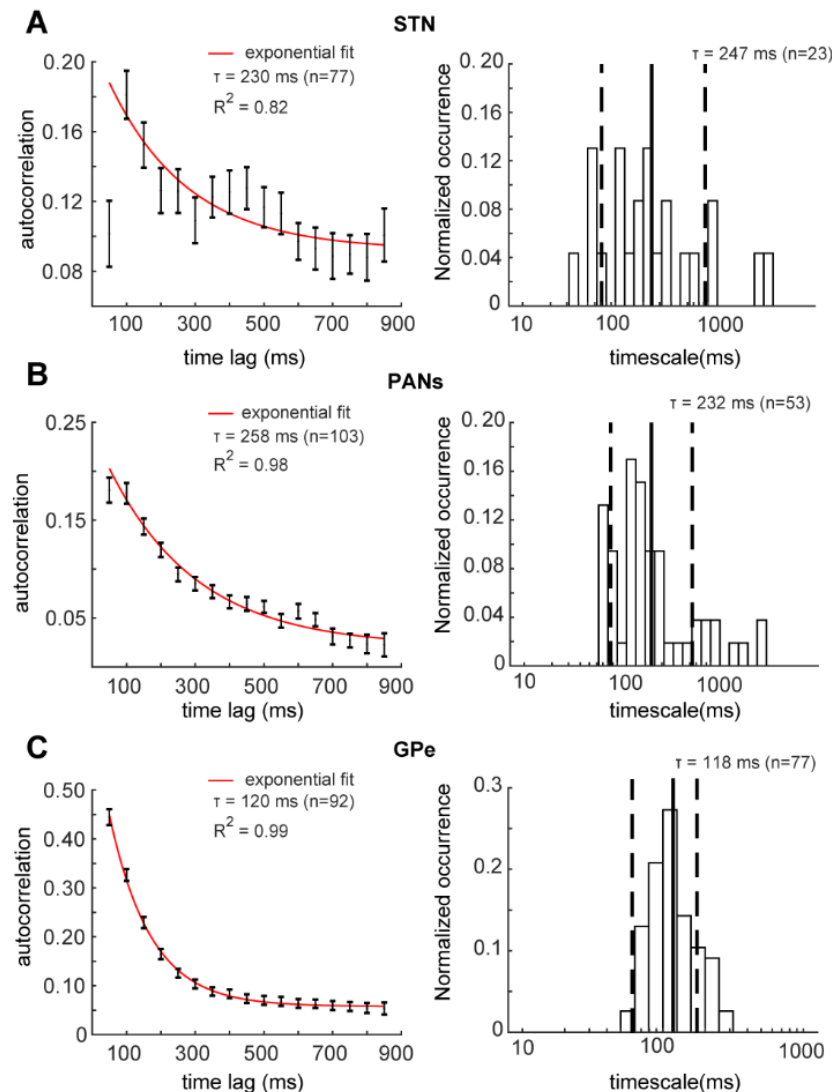 A
STN
exponential fit
τ = 230 ms (n=77)
R² = 0.82
0.20
0.16
0.12
0.08
autocorrelation
100 300 500 700 900
time lag (ms)
τ = 247 ms (n=23)
0.20
0.16
0.12
0.08
0.04
0
Normalized occurrence
10 100 1000
timescale(ms)
B
PANs
exponential fit
τ = 258 ms (n=103)
R² = 0.98
0.25
0.15
0.05
autocorrelation
100 300 500 700 900
time lag (ms)
τ = 232 ms (n=53)
0.20
0.16
0.12
0.08
0.04
0
Normalized occurrence
10 100 1000
timescale(ms)
C
GPe
exponential fit
τ = 120 ms (n=92)
R² = 0.99
0.50
0.40
0.30
0.20
0.10
0
autocorrelation
100 300 500 700 900
time lag (ms)
τ = 118 ms (n=77)
0.3
0.2
0.1
0
Normalized occurrence
10 100 1000
timescale(ms)